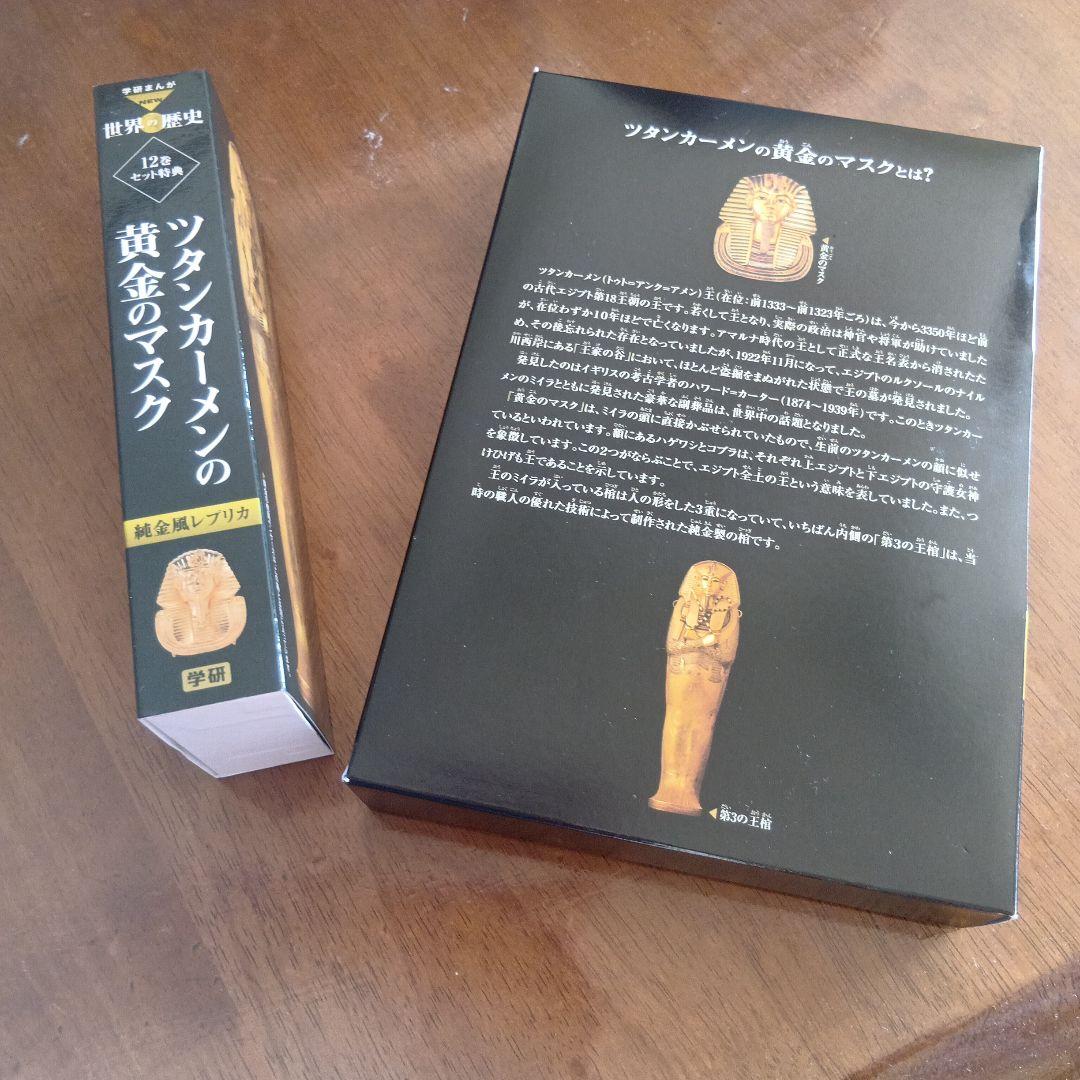 学研まんが
NEW
世界の歴史
12巻
セット特典
ツタンカーメンの
黄金のマスク
純金風レプリカ
学研
ツタンカーメンの黄金のマスクとは?
黄金のマスク
ツタンカーメン(トゥト=アンク=アメン)王(在位:前1333~前1323年ごろ)は、今から3350年ほど前
の古代エジプト第18王朝の王です。若くして王となり、実際の政治は神官や将軍が助けていました
が、在位わずか10年ほどで亡くなります。アマルナ時代の王として正式な王名表から消されたた
め、その後忘れられた存在となっていましたが、1922年11月になって、エジプトのルクソールのナイル
川西岸にある「王家の谷」において、ほとんど盗掘をまぬがれた状態で王の墓が発見されました。
発見したのはイギリスの考古学者のハワード=カーター(1874~1939年)です。このときツタンカー
メンのミイラとともに発見された豪華な副葬品は、世界中の話題となりました。
「黄金のマスク」は、ミイラの頭に直接かぶせられていたもので、生前のツタンカーメンの顔に似せ
ているといわれています。額にあるハゲワシとコブラは、それぞれ上エジプトと下エジプトの守護女神
を象徴しています。この2つがならぶことで、エジプト全土の王という意味を表していました。また、つ
けひげも王であることを示しています。
王のミイラが入っている棺は人の形をした3重になっていて、いちばん内側の「第3の王棺」は、当
時の職人の優れた技術によって制作された純金製の棺です。
第3の王棺